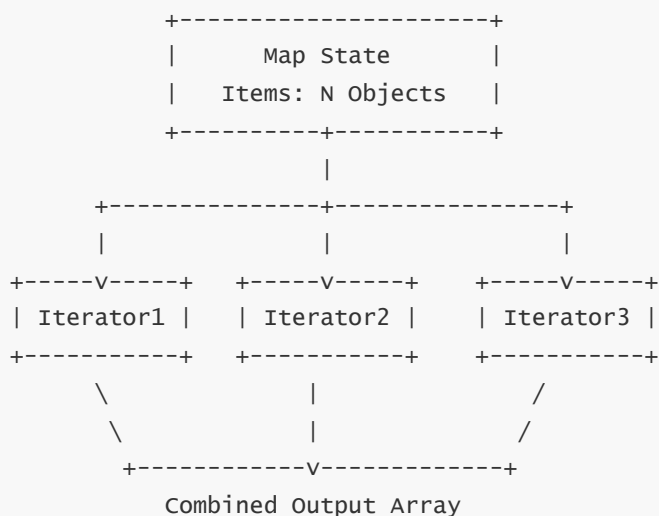 Map State
Items: N Objects
Iterator1
Iterator2
Iterator3
Combined Output Array